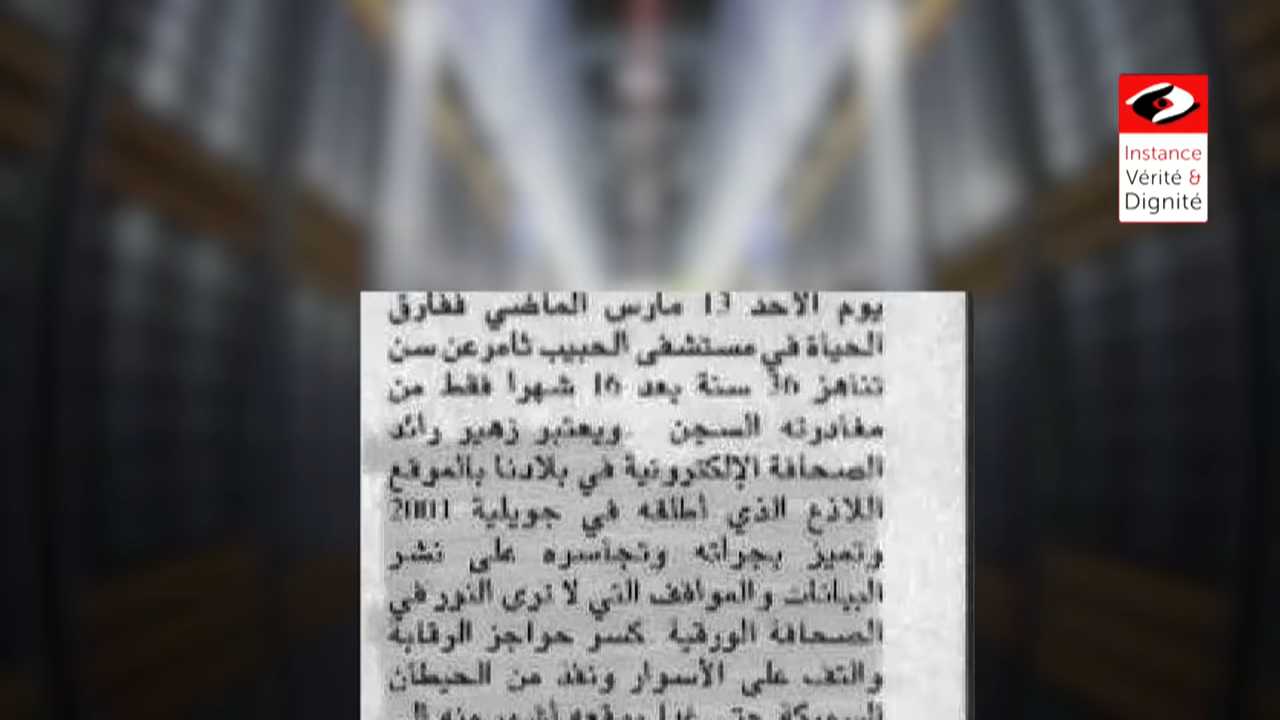 Instance
Vérité &
Dignité
يوم الأحد 13 مارس الماضي ففارق
الحياة في مستشفى الحبيب ثامر عن سن
تناهز 36 سنة بعد 16 شهرا فقط من
مغادرته السجن ويعتبر زهير رائد
الصحافة الإلكترونية في بلادنا بالموقع
اللاذع الذي أطلقه في جويلية 2001
وتميز بجرأته وتجاسره على نشر
البيانات والمواقف التي لا ترى النور في
الصحافة الورقية كسر حواجز الرقابة
والتف على الأسوار ونفذ من الحيطان